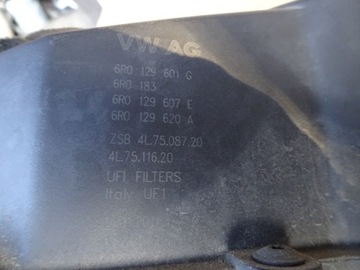 VW AG
6R0 129 601 G
6R0 183
6R0 129 607 E
6R0 129 620 A
ZSB 4L.75.087.20
4L.75.116.20
UFI FILTERS
Italy UF1